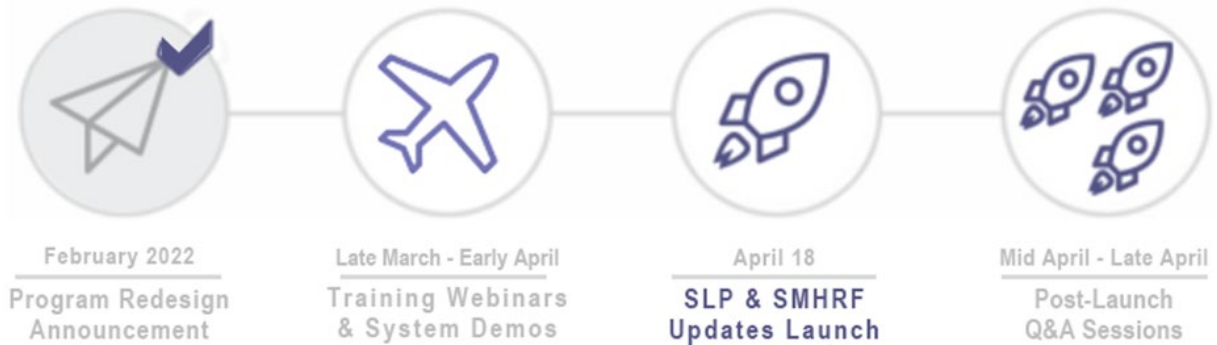 February 2022
Program Redesign
Announcement
Late March - Early April
Training Webinars
& System Demos
April 18
SLP & SMHRF
Updates Launch
Mid April - Late April
Post-Launch
Q&A Sessions